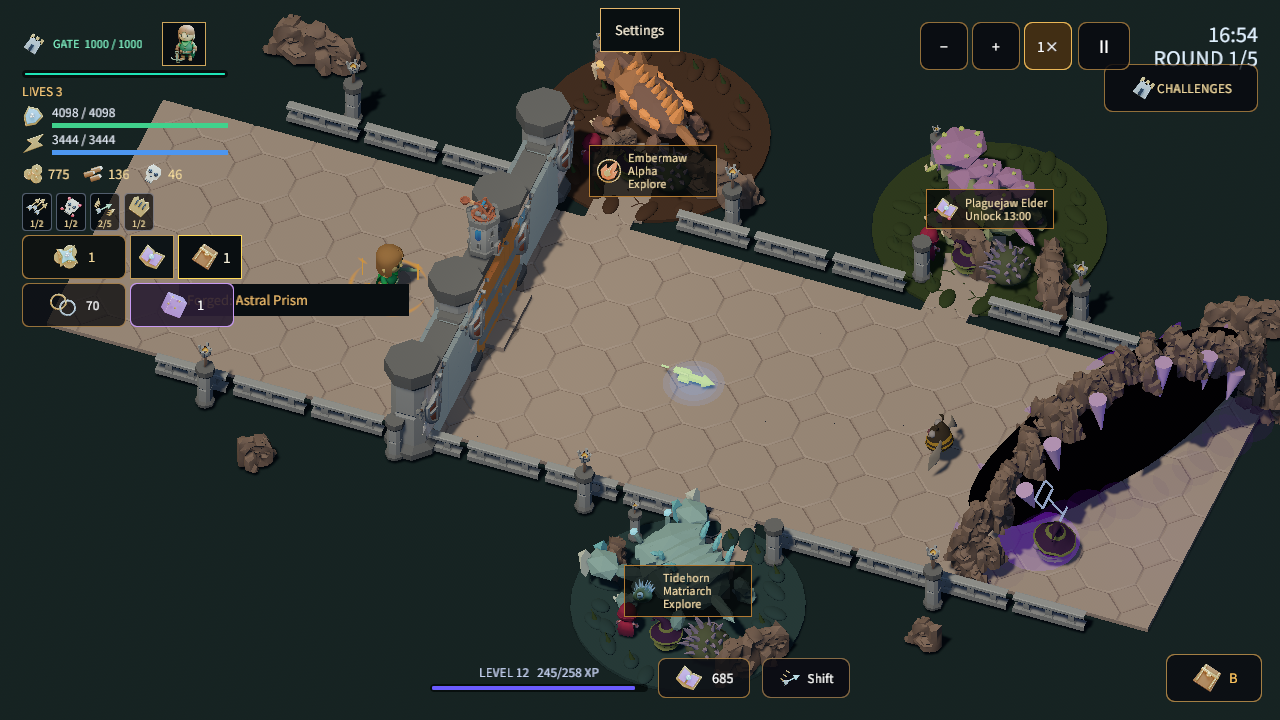 GATE 1000 / 1000
Settings
−
+
1×
16:54
ROUND 1/5
CHALLENGES
LIVES 3
4098 / 4098
3444 / 3444
775
136
46
1/2
1/2
2/5
1/2
1
1
70
1
Astral Prism
Embermaw
Alpha
Explore
Plaguejaw Elder
Unlock 13:00
Tidehorn
Matriarch
Explore
LEVEL 12 245/258 XP
685
Shift
B